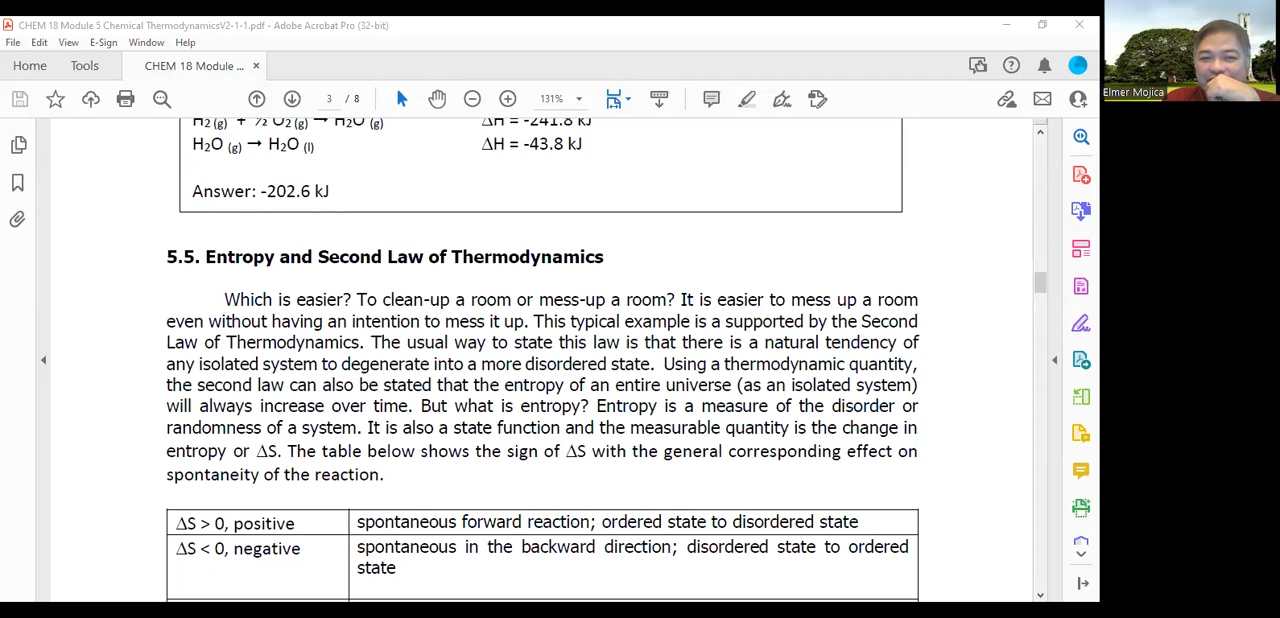 CHEM 18 Module 5 Chemical ThermodynamicsV2-1-1.pdf - Adobe Acrobat Pro (32-bit)
File Edit View E-Sign Window Help
Home Tools CHEM 18 Module ... ×
3 / 8 131%
Elmer Mojica
H₂ (g) + ½ O₂ (g) → H₂O (g) ΔH = -241.8 kJ
H₂O (g) → H₂O (l) ΔH = -43.8 kJ
Answer: -202.6 kJ
5.5. Entropy and Second Law of Thermodynamics
Which is easier? To clean-up a room or mess-up a room? It is easier to mess up a room
even without having an intention to mess it up. This typical example is a supported by the Second
Law of Thermodynamics. The usual way to state this law is that there is a natural tendency of
any isolated system to degenerate into a more disordered state. Using a thermodynamic quantity,
the second law can also be stated that the entropy of an entire universe (as an isolated system)
will always increase over time. But what is entropy? Entropy is a measure of the disorder or
randomness of a system. It is also a state function and the measurable quantity is the change in
entropy or ΔS. The table below shows the sign of ΔS with the general corresponding effect on
spontaneity of the reaction.
ΔS > 0, positive spontaneous forward reaction; ordered state to disordered state
ΔS < 0, negative spontaneous in the backward direction; disordered state to ordered
state